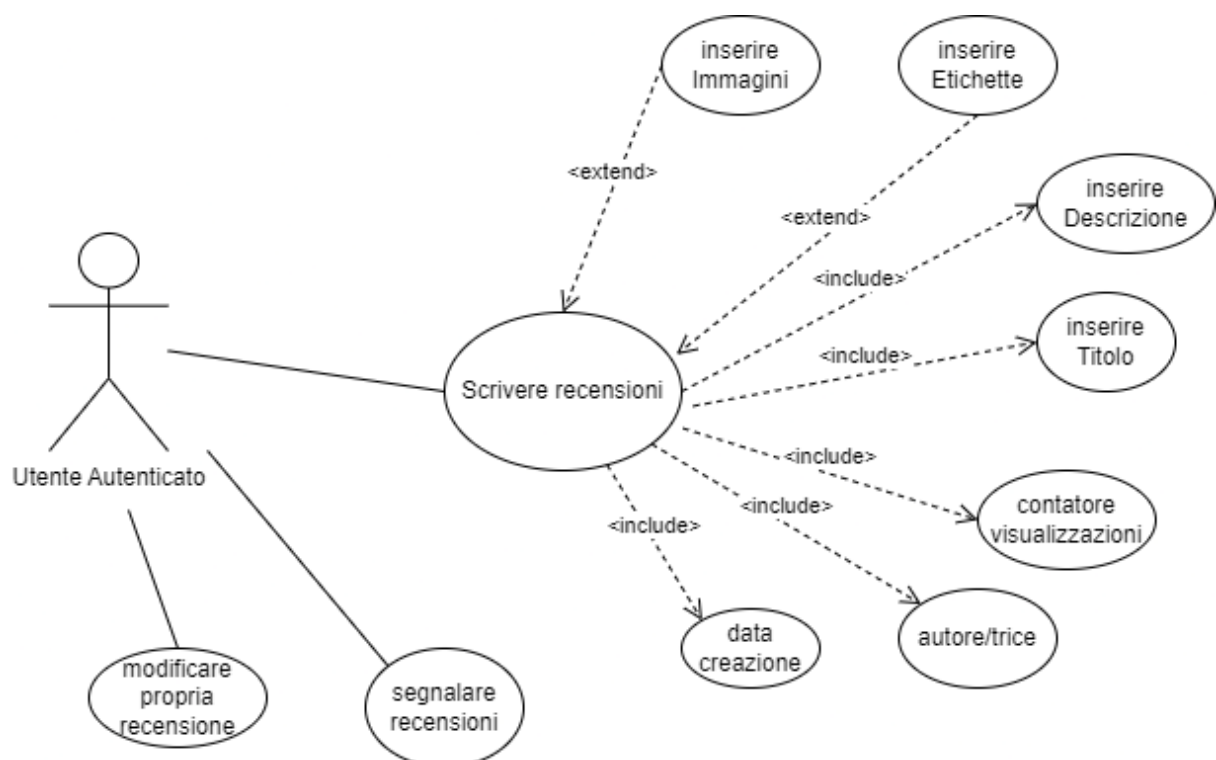 inserire
Immagini
inserire
Etichette
<extend>
inserire
Descrizione
<extend>
<include>
inserire
Titolo
<include>
Scrivere recensioni
Utente Autenticato
<include>
contatore
visualizzazioni
<include>
<include>
data
creazione
autore/trice
modificare
propria
recensione
segnalare
recensioni